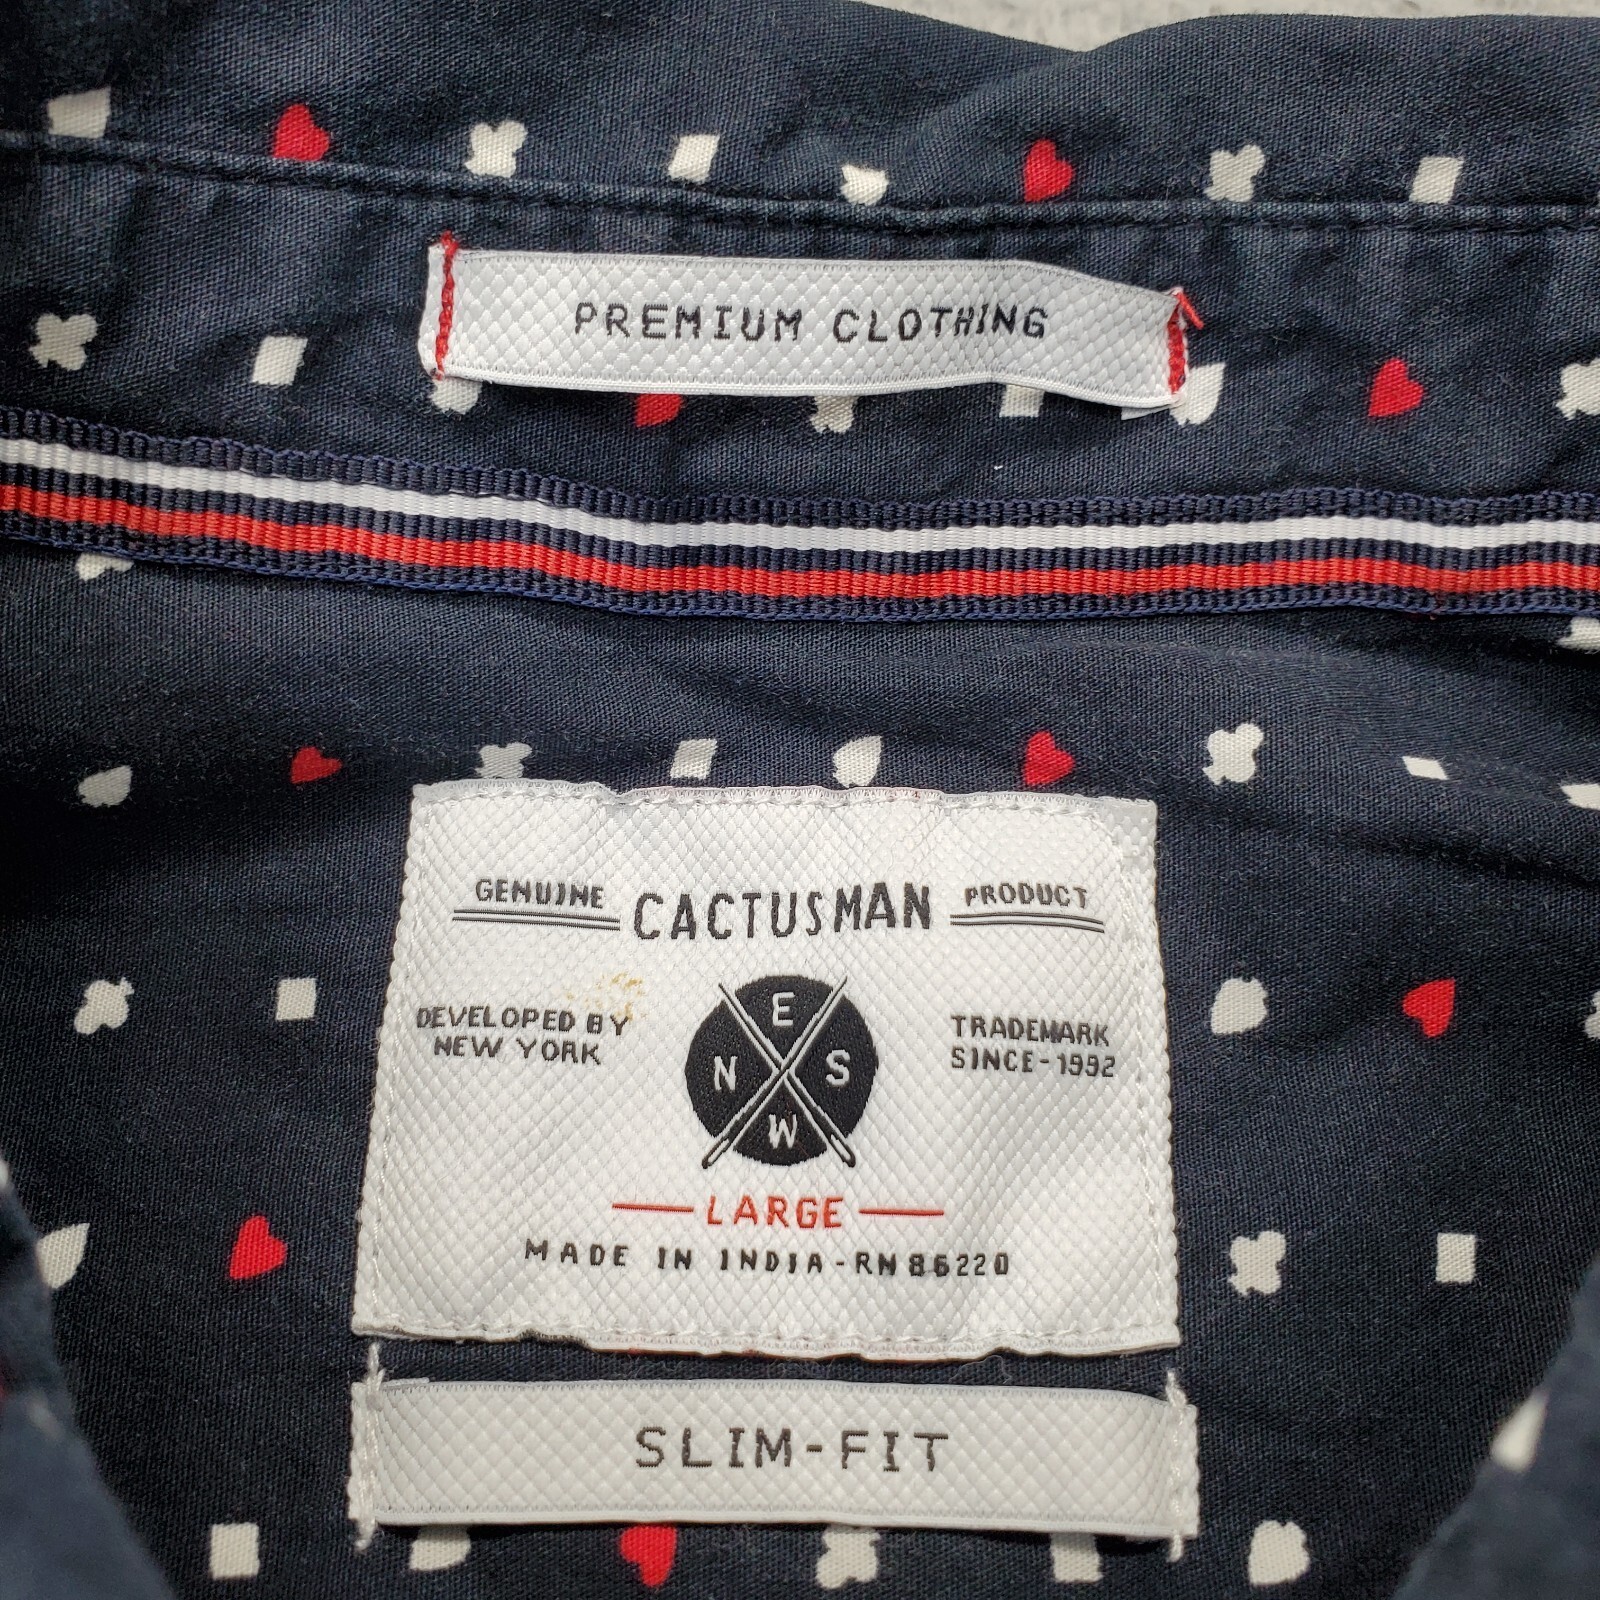 PREMIUM CLOTHING
GENUINE CACTUSMAN PRODUCT
DEVELOPED BY
NEW YORK
E
N S
W
TRADEMARK
SINCE-1992
LARGE
MADE IN INDIA-RN86220
SLIM-FIT